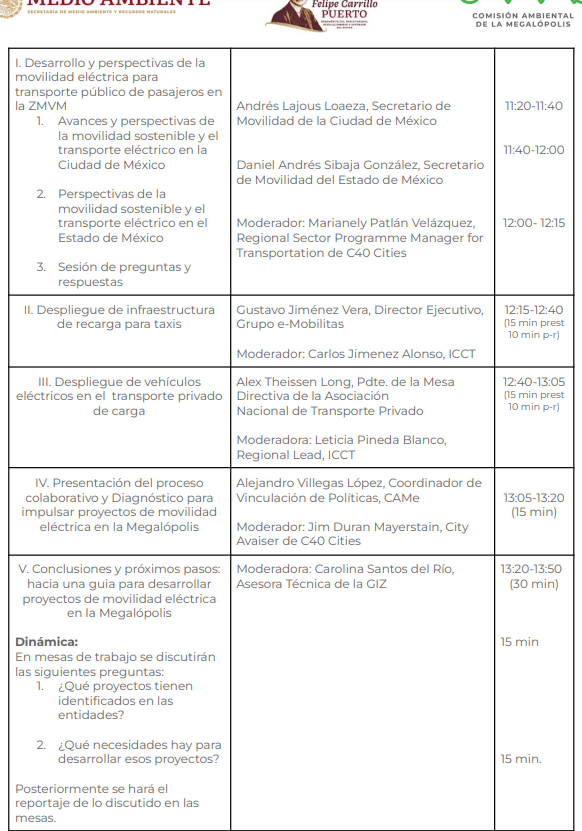 MEDIO AMBIENTE
SECRETARÍA DE MEDIO AMBIENTE Y RECURSOS NATURALES
Felipe Carrillo
PUERTO
COMISIÓN AMBIENTAL
DE LA MEGALÓPOLIS
I. Desarrollo y perspectivas de la
movilidad eléctrica para
transporte público de pasajeros en
la ZMVM
1. Avances y perspectivas de
la movilidad sostenible y el
transporte eléctrico en la
Ciudad de México
2. Perspectivas de la
movilidad sostenible y el
transporte eléctrico en el
Estado de México
3. Sesión de preguntas y
respuestas
Andrés Lajous Loaeza, Secretario de
Movilidad de la Ciudad de México
Daniel Andrés Sibaja González, Secretario
de Movilidad del Estado de México
Moderador: Marianely Patlán Velázquez,
Regional Sector Programme Manager for
Transportation de C40 Cities
11:20-11:40
11:40-12:00
12:00- 12:15
II. Despliegue de infraestructura
de recarga para taxis
Gustavo Jiménez Vera, Director Ejecutivo,
Grupo e-Mobilitas
Moderador: Carlos Jimenez Alonso, ICCT
12:15-12:40
(15 min prest
10 min p-r)
III. Despliegue de vehículos
eléctricos en el transporte privado
de carga
Alex Theissen Long, Pdte. de la Mesa
Directiva de la Asociación
Nacional de Transporte Privado
Moderadora: Leticia Pineda Blanco,
Regional Lead, ICCT
12:40-13:05
(15 min prest
10 min p-r)
IV. Presentación del proceso
colaborativo y Diagnóstico para
impulsar proyectos de movilidad
eléctrica en la Megalópolis
Alejandro Villegas López, Coordinador de
Vinculación de Políticas, CAMe
Moderador: Jim Duran Mayerstain, City
Avaiser de C40 Cities
13:05-13:20
(15 min)
V. Conclusiones y próximos pasos:
hacia una guia para desarrollar
proyectos de movilidad eléctrica
en la Megalópolis
Dinámica:
En mesas de trabajo se discutirán
las siguientes preguntas:
1. ¿Qué proyectos tienen
identificados en las
entidades?
2. ¿Qué necesidades hay para
desarrollar esos proyectos?
Posteriormente se hará el
reportaje de lo discutido en las
mesas.
Moderadora: Carolina Santos del Río,
Asesora Técnica de la GIZ
13:20-13:50
(30 min)
15 min
15 min.